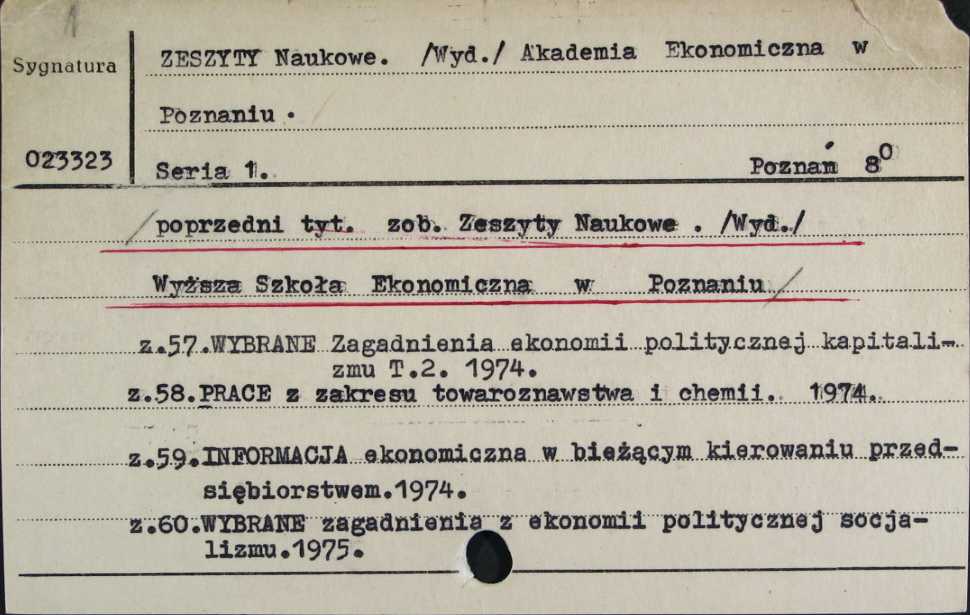 Sygnatura
ZESZYTY Naukowe. /Wyd./ Akademia Ekonomiczna w
Poznaniu.
023323
Seria 1. Poznań 8⁰
/poprzedni tyt. zob. Zeszyty Naukowe . /Wyd./
Wyższa Szkoła Ekonomiczna w Poznaniu/
z.57.WYBRANE Zagadnienia ekonomii politycznej kapitali-
zmu T.2. 1974.
z.58.PRACE z zakresu towaroznawstwa i chemii. 1974.
z.59.INFORMACJA ekonomiczna w bieżącym kierowaniu przed-
siębiorstwem.1974.
z.60.WYBRANE zagadnienia z ekonomii politycznej socja-
lizmu.1975.